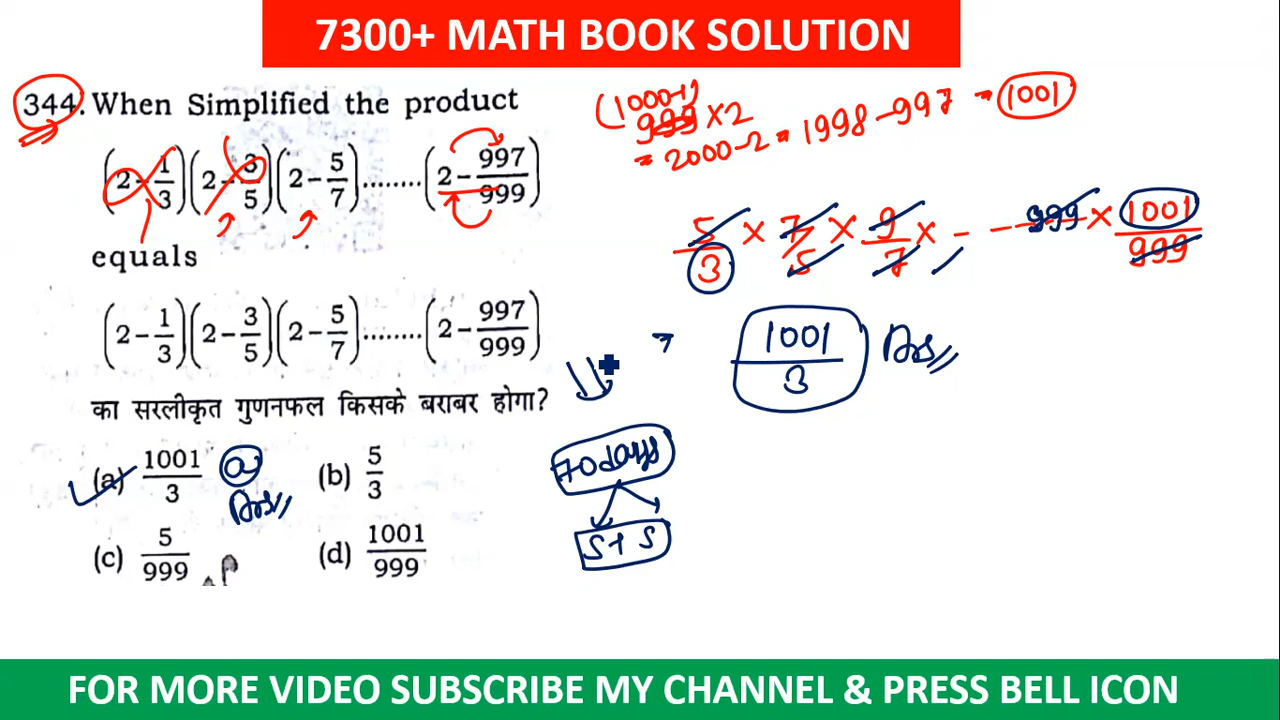 7300+ MATH BOOK SOLUTION
344. When Simplified the product
(2 - 1/3)(2 - 3/5)(2 - 5/7)........(2 - 997/999)
equals
(2 - 1/3)(2 - 3/5)(2 - 5/7)........(2 - 997/999)
का सरलीकृत गुणनफल किसके बराबर होगा?
(a) 1001/3 (a) (b) 5/3
Ans
(c) 5/999 (d) 1001/999
(1000-1)
999 × 2
= 2000-2 = 1998-997 = 1001
5/3 × 7/5 × 9/7 × - - - 999 × 1001/999
= 1001/3 Ans
70 days
S + S
FOR MORE VIDEO SUBSCRIBE MY CHANNEL & PRESS BELL ICON